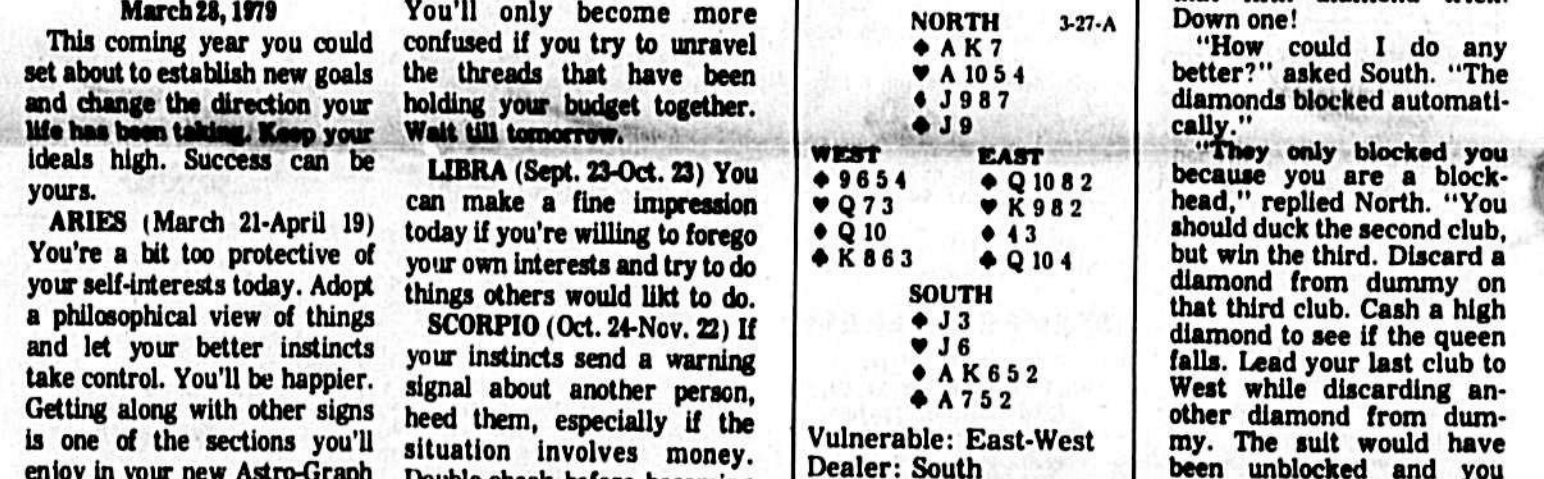 March 28, 1979
This coming year you could
set about to establish new goals
and change the direction your
life has been taking. Keep your
ideals high. Success can be
yours.
ARIES (March 21-April 19)
You're a bit too protective of
your self-interests today. Adopt
a philosophical view of things
and let your better instincts
take control. You'll be happier.
Getting along with other signs
is one of the sections you'll
enjoy in your new Astro-Graph
You'll only become more
confused if you try to unravel
the threads that have been
holding your budget together.
Wait till tomorrow.
LIBRA (Sept. 23-Oct. 23) You
can make a fine impression
today if you're willing to forego
your own interests and try to do
things others would likt to do.
SCORPIO (Oct. 24-Nov. 22) If
your instincts send a warning
signal about another person,
heed them, especially if the
situation involves money.
Double-check before becoming
NORTH 3-27-A
♠ A K 7
♥ A 10 5 4
♦ J 9 8 7
♣ J 9
WEST EAST
♠ 9 6 5 4 ♠ Q 10 8 2
♥ Q 7 3 ♥ K 9 8 2
♦ Q 10 ♦ 4 3
♣ K 8 6 3 ♣ Q 10 4
SOUTH
♠ J 3
♥ J 6
♦ A K 6 5 2
♣ A 7 5 2
Vulnerable: East-West
Dealer: South
Down one!
"How could I do any
better?" asked South. "The
diamonds blocked automati-
cally."
"They only blocked you
because you are a block-
head," replied North. "You
should duck the second club,
but win the third. Discard a
diamond from dummy on
that third club. Cash a high
diamond to see if the queen
falls. Lead your last club to
West while discarding an-
other diamond from dum-
my. The suit would have
been unblocked and you